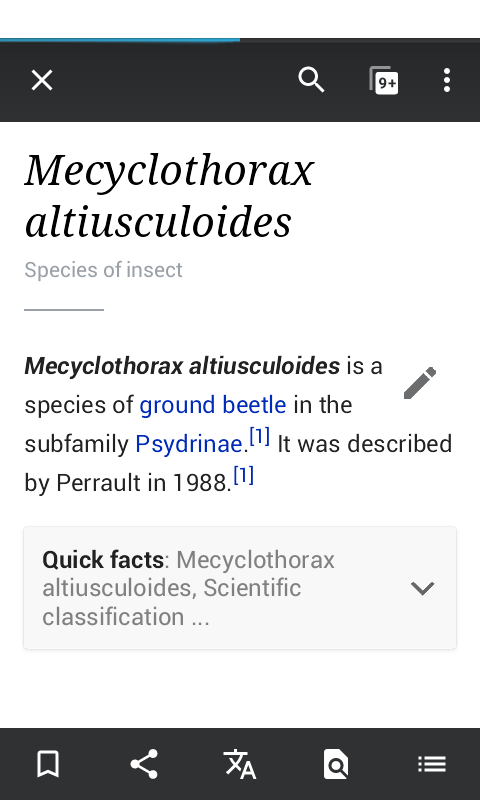 9+
Mecyclothorax
altiusculoides
Species of insect
Mecyclothorax altiusculoides is a
species of ground beetle in the
subfamily Psydrinae.[1] It was described
by Perrault in 1988.[1]
Quick facts: Mecyclothorax
altiusculoides, Scientific
classification ...